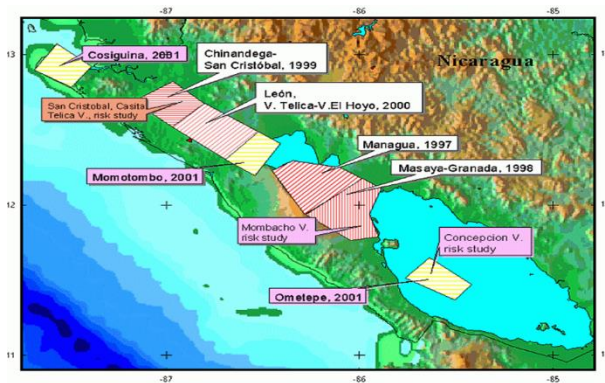 -87
-86
-85
13
Cosiguina, 2001
Chinandega-
San Cristóbal, 1999
Nicaragua
San Cristobal, Casita,
Telica V., risk study
León,
V. Telica-V.El Hoyo, 2000
Managua, 1997
Masaya-Granada, 1998
Momotombo, 2001
12
Mombacho V.
risk study
Concepcion V.
risk study
Ometepe, 2001
11
-87
-86
-85